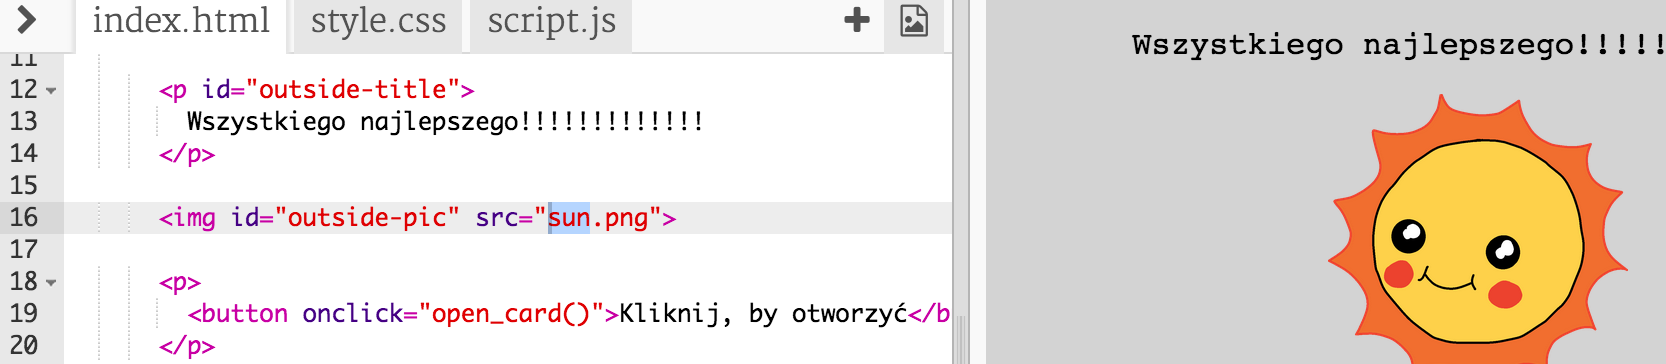 index.html style.css script.js
11
12 <p id="outside-title">
13 Wszystkiego najlepszego!!!!!!!!!!!!!
14 </p>
15
16 <img id="outside-pic" src="sun.png">
17
18 <p>
19 <button onclick="open_card()">Kliknij, by otworzyć</b
20 </p>
Wszystkiego najlepszego!!!!!